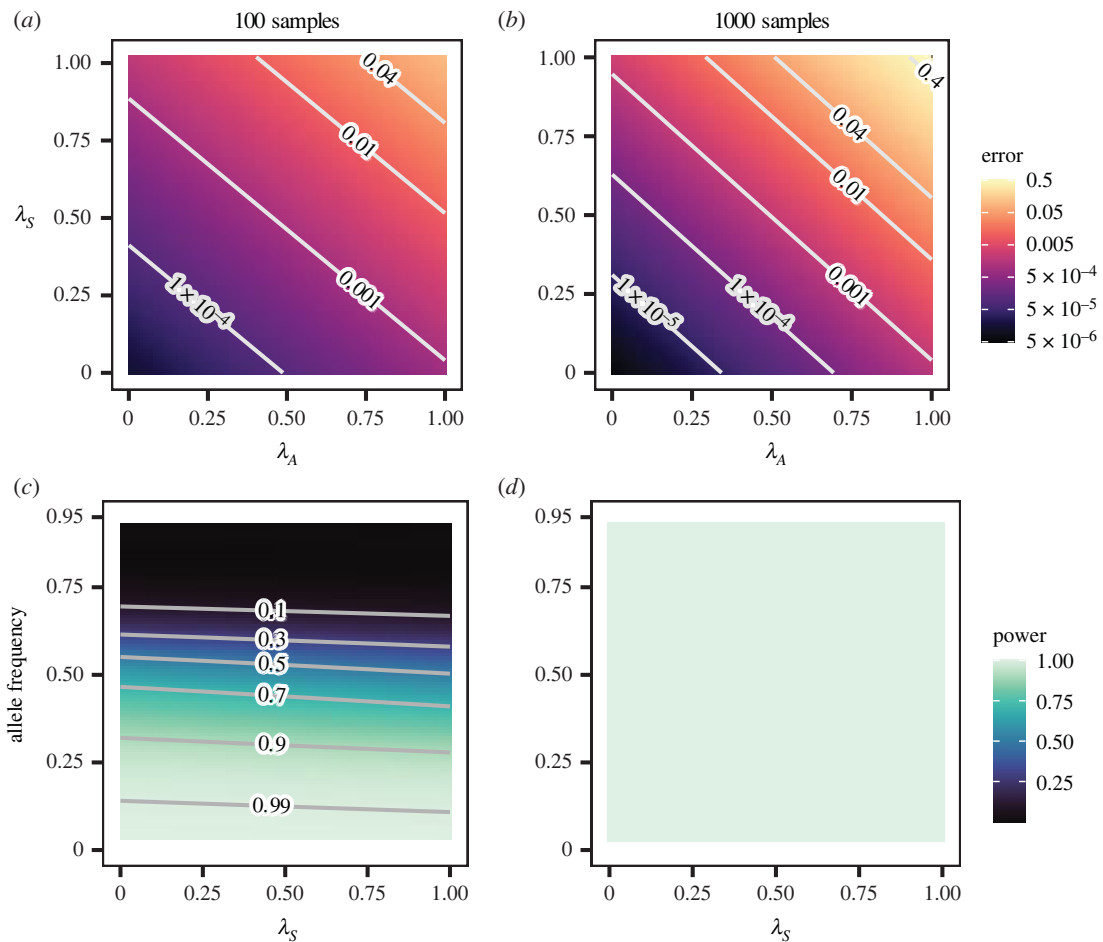 (a) 100 samples
(b) 1000 samples
1.00
0.75
0.50
0.25
0
λS
0.04
0.01
0.001
1 × 10–4
0 0.25 0.50 0.75 1.00
λA
1.00
0.75
0.50
0.25
0
0.4
0.04
0.01
0.001
1 × 10–4
1 × 10–5
0 0.25 0.50 0.75 1.00
λA
error
0.5
0.05
0.005
5 × 10–4
5 × 10–5
5 × 10–6
(c)
0.95
0.75
0.50
0.25
0
allele frequency
0.1
0.3
0.5
0.7
0.9
0.99
0 0.25 0.50 0.75 1.00
λS
(d)
0.95
0.75
0.50
0.25
0
0 0.25 0.50 0.75 1.00
λS
power
1.00
0.75
0.50
0.25